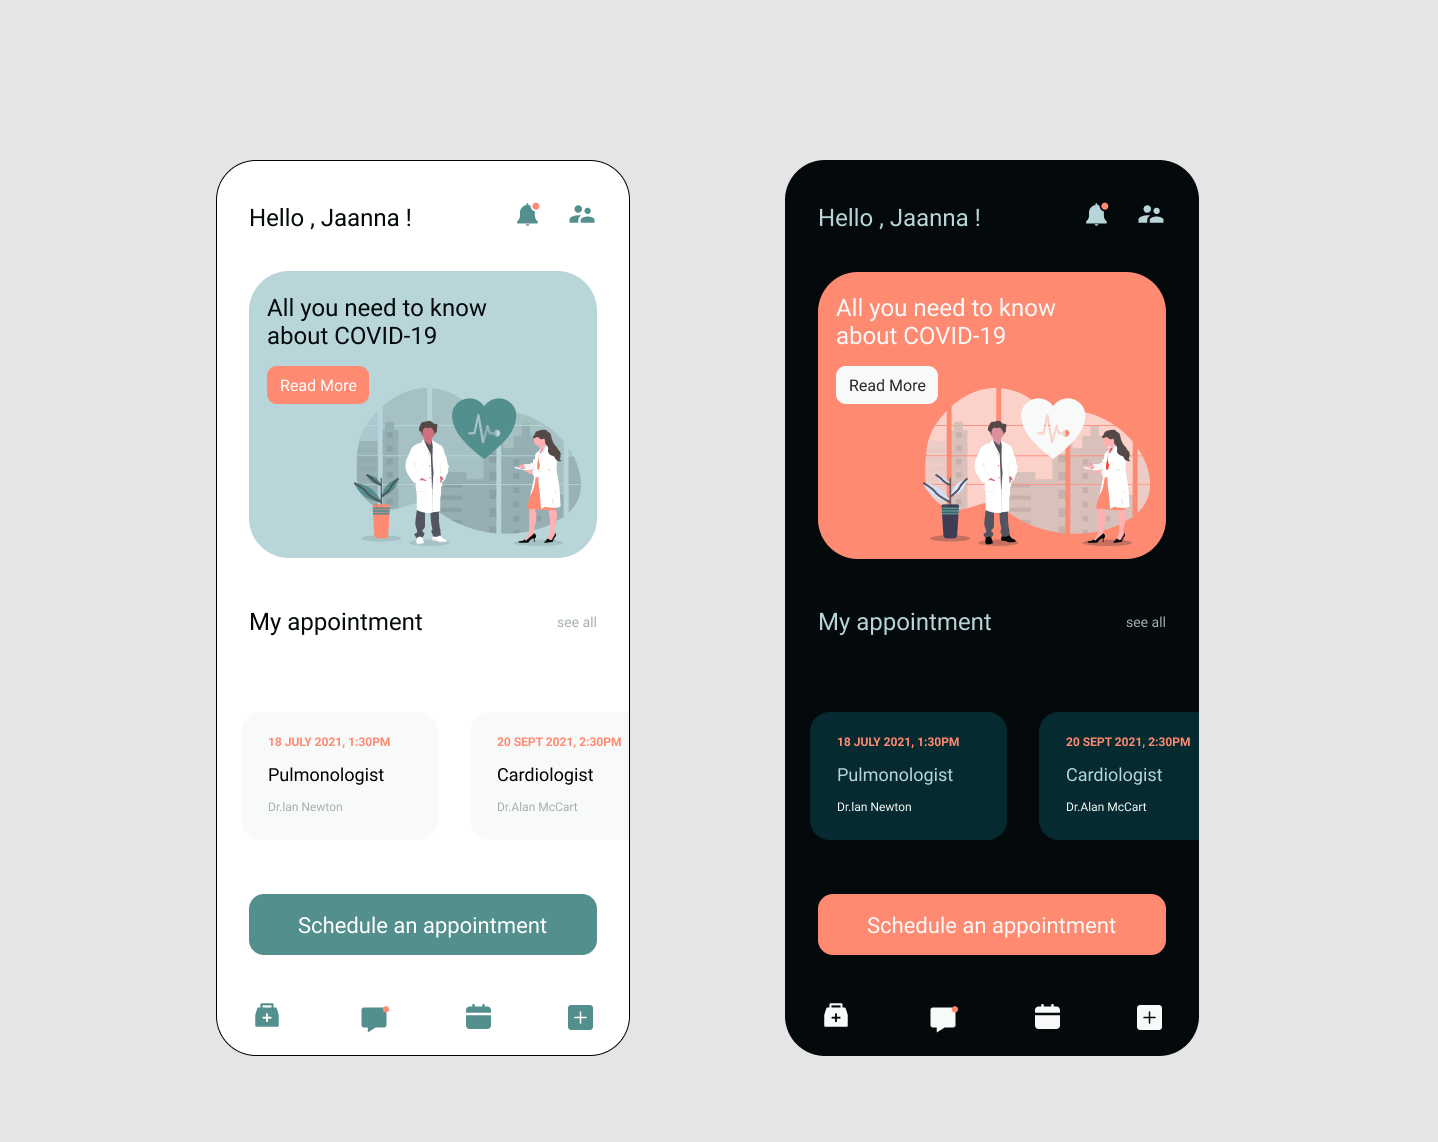 Hello , Jaanna !
All you need to know
about COVID-19
Read More
My appointment
see all
18 JULY 2021, 1:30PM
Pulmonologist
Dr.Ian Newton
20 SEPT 2021, 2:30PM
Cardiologist
Dr.Alan McCart
Schedule an appointment
Hello , Jaanna !
All you need to know
about COVID-19
Read More
My appointment
see all
18 JULY 2021, 1:30PM
Pulmonologist
Dr.Ian Newton
20 SEPT 2021, 2:30PM
Cardiologist
Dr.Alan McCart
Schedule an appointment